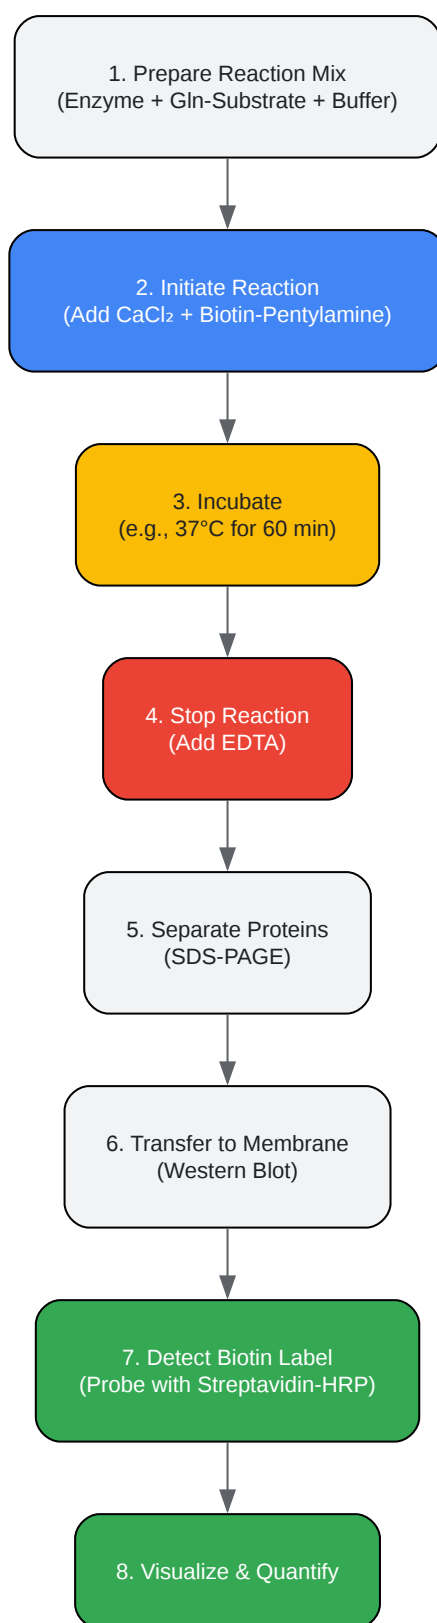 1. Prepare Reaction Mix
(Enzyme + Gln-Substrate + Buffer)
2. Initiate Reaction
(Add CaCl₂ + Biotin-Pentylamine)
3. Incubate
(e.g., 37°C for 60 min)
4. Stop Reaction
(Add EDTA)
5. Separate Proteins
(SDS-PAGE)
6. Transfer to Membrane
(Western Blot)
7. Detect Biotin Label
(Probe with Streptavidin-HRP)
8. Visualize & Quantify